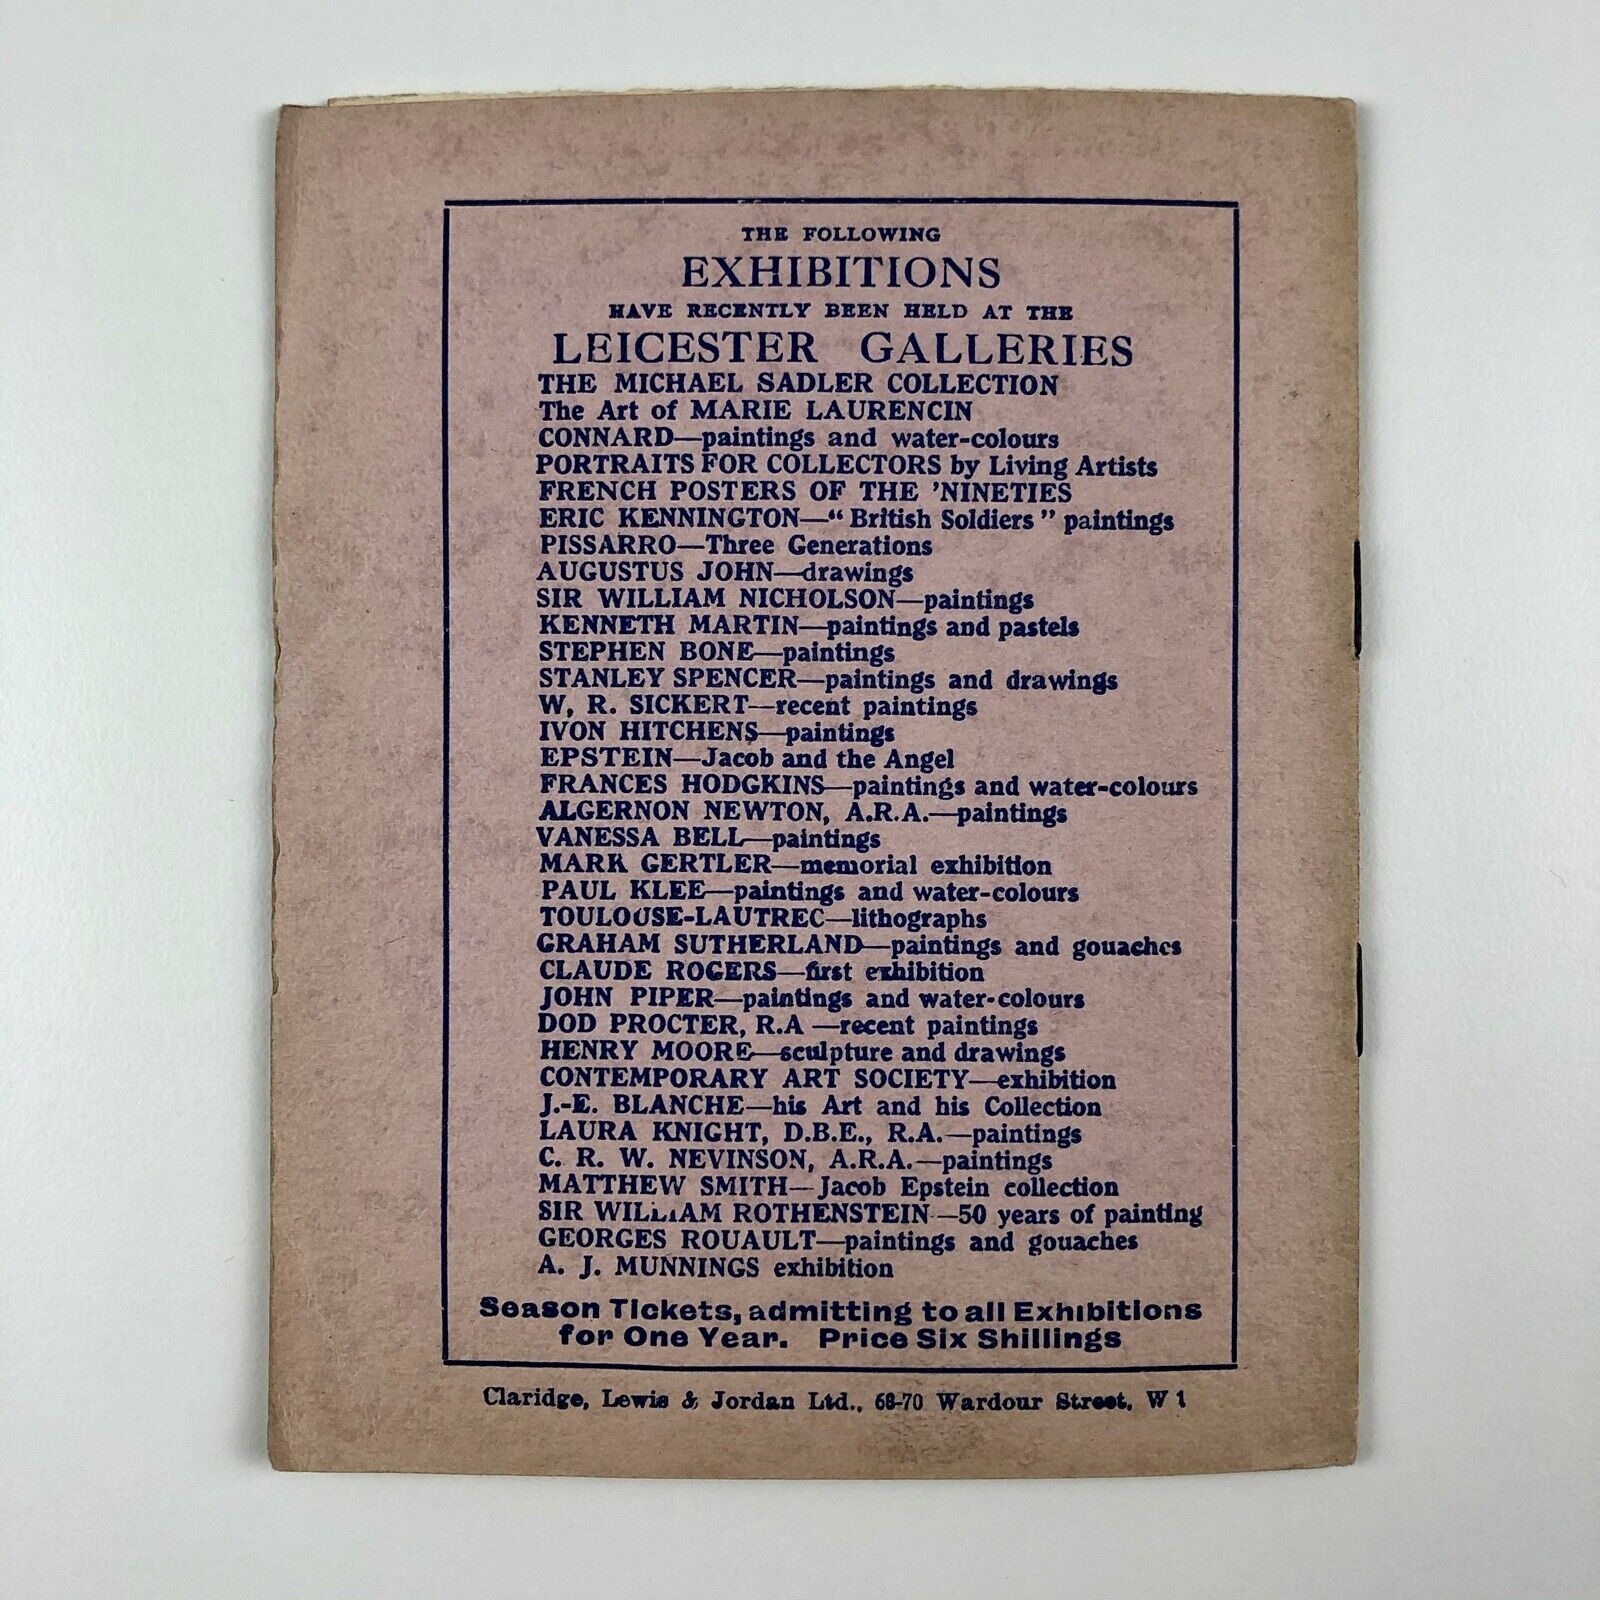 THE FOLLOWING
EXHIBITIONS
HAVE RECENTLY BEEN HELD AT THE
LEICESTER GALLERIES
THE MICHAEL SADLER COLLECTION
The Art of MARIE LAURENCIN
CONNARD—paintings and water-colours
PORTRAITS FOR COLLECTORS by Living Artists
FRENCH POSTERS OF THE 'NINETIES
ERIC KENNINGTON—“British Soldiers” paintings
PISSARRO—Three Generations
AUGUSTUS JOHN—drawings
SIR WILLIAM NICHOLSON—paintings
KENNETH MARTIN—paintings and pastels
STEPHEN BONE—paintings
STANLEY SPENCER—paintings and drawings
W. R. SICKERT—recent paintings
IVON HITCHENS—paintings
EPSTEIN—Jacob and the Angel
FRANCES HODGKINS—paintings and water-colours
ALGERNON NEWTON, A.R.A.—paintings
VANESSA BELL—paintings
MARK GERTLER—memorial exhibition
PAUL KLEE—paintings and water-colours
TOULOUSE-LAUTREC—lithographs
GRAHAM SUTHERLAND—paintings and gouaches
CLAUDE ROGERS—first exhibition
JOHN PIPER—paintings and water-colours
DOD PROCTER, R.A —recent paintings
HENRY MOORE—sculpture and drawings
CONTEMPORARY ART SOCIETY—exhibition
J.-E. BLANCHE—his Art and his Collection
LAURA KNIGHT, D.B.E., R.A.—paintings
C. R. W. NEVINSON, A.R.A.—paintings
MATTHEW SMITH—Jacob Epstein collection
SIR WILLIAM ROTHENSTEIN—50 years of painting
GEORGES ROUAULT—paintings and gouaches
A. J. MUNNINGS exhibition
Season Tickets, admitting to all Exhibitions
for One Year. Price Six Shillings
Claridge, Lewis & Jordan Ltd., 68-70 Wardour Street, W 1